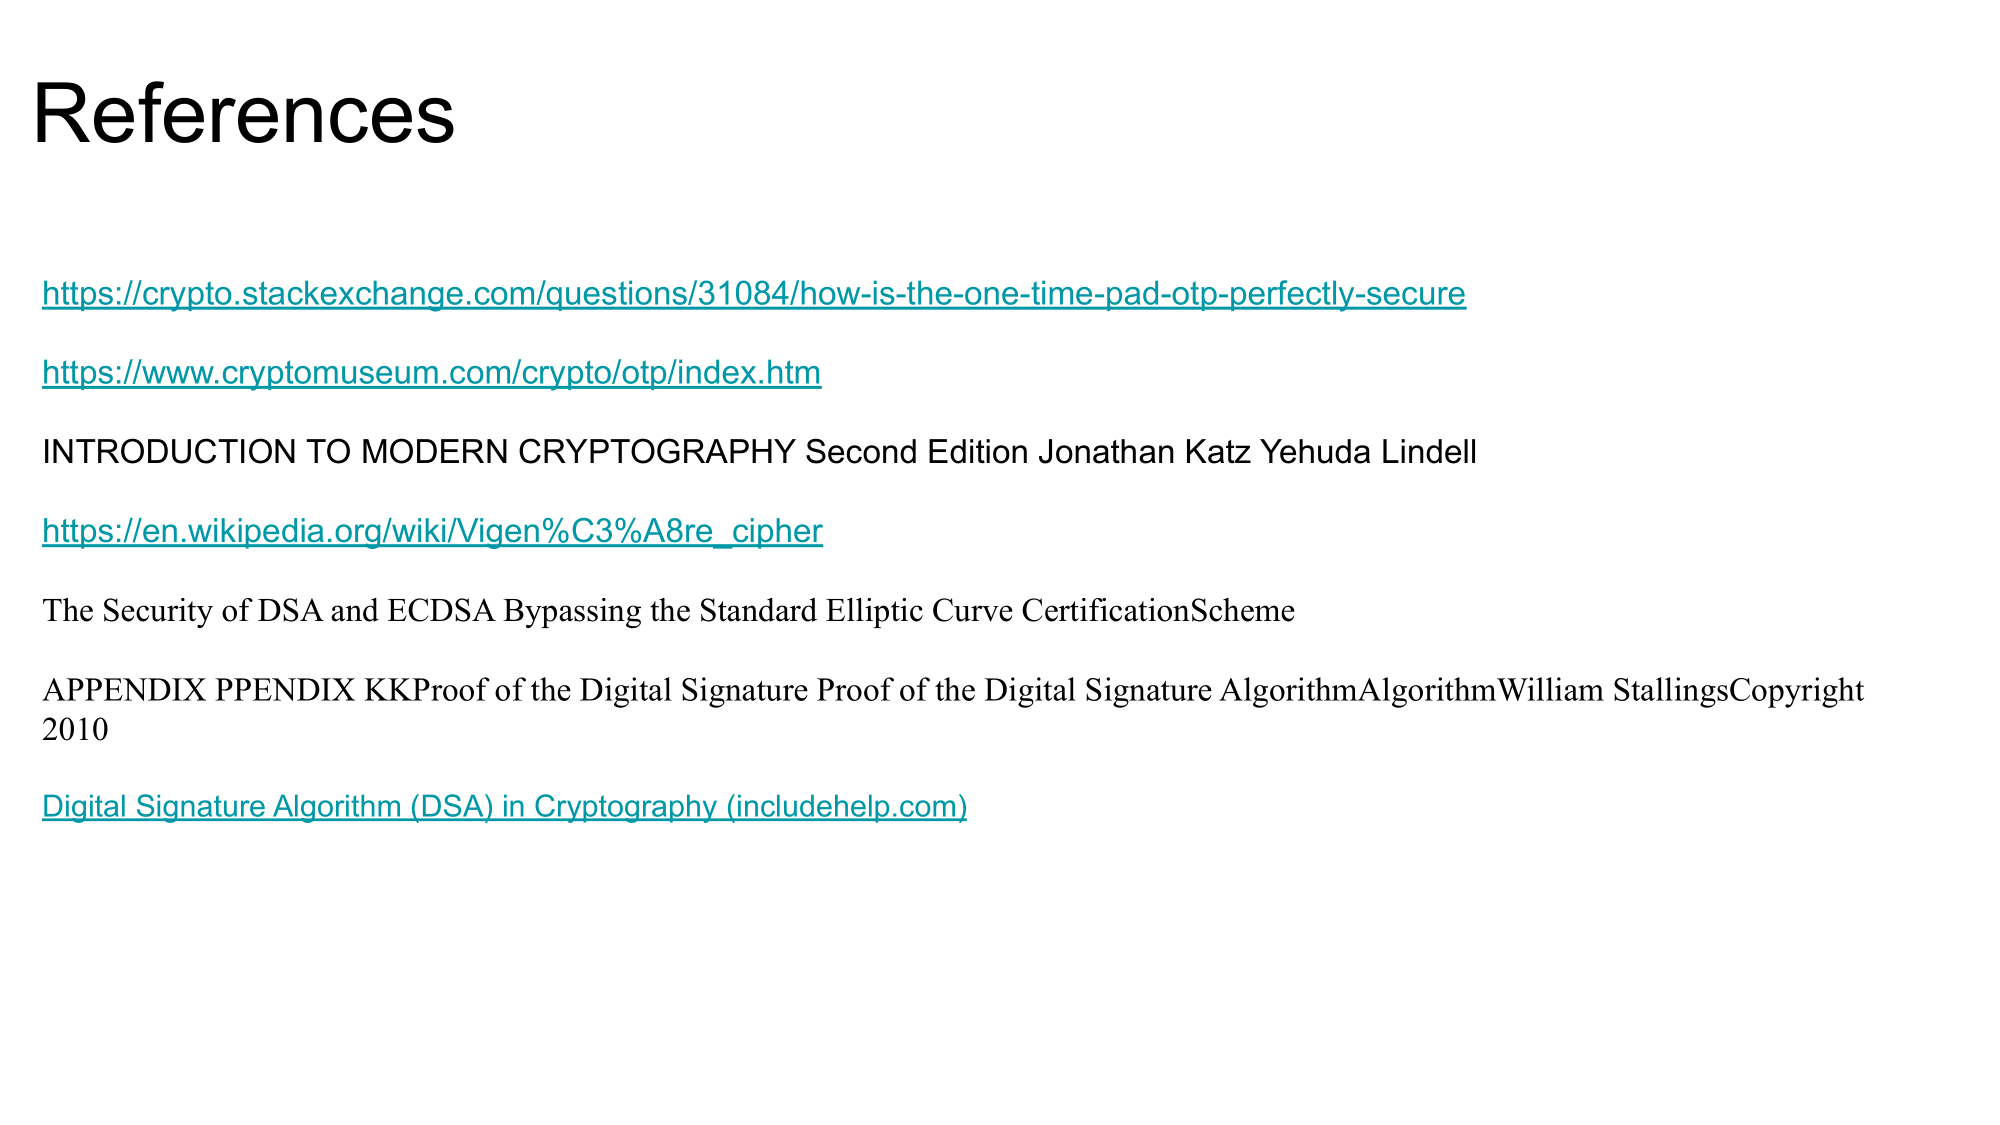 References
https://crypto.stackexchange.com/questions/31084/how-is-the-one-time-pad-otp-perfectly-secure
https://www.cryptomuseum.com/crypto/otp/index.htm
INTRODUCTION TO MODERN CRYPTOGRAPHY Second Edition Jonathan Katz Yehuda Lindell
https://en.wikipedia.org/wiki/Vigen%C3%A8re_cipher
The Security of DSA and ECDSA Bypassing the Standard Elliptic Curve CertificationScheme
APPENDIX PPENDIX KKProof of the Digital Signature Proof of the Digital Signature AlgorithmAlgorithmWilliam StallingsCopyright
2010
Digital Signature Algorithm (DSA) in Cryptography (includehelp.com)